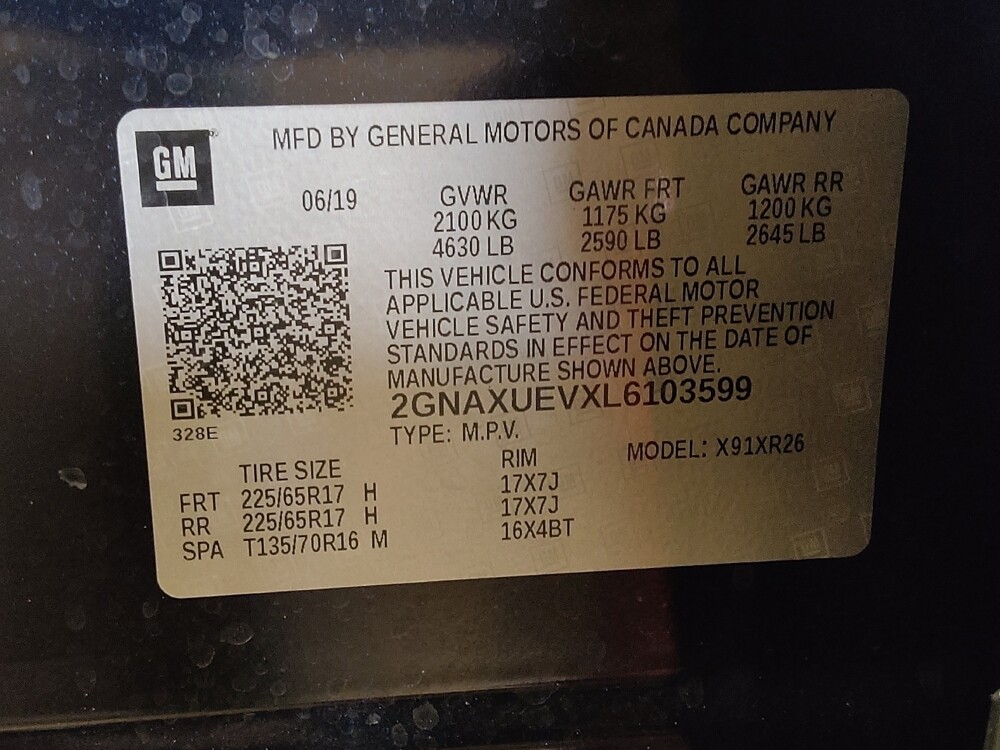 GM
MFD BY GENERAL MOTORS OF CANADA COMPANY
06/19 GVWR GAWR FRT GAWR RR
2100 KG 1175 KG 1200 KG
4630 LB 2590 LB 2645 LB
THIS VEHICLE CONFORMS TO ALL
APPLICABLE U.S. FEDERAL MOTOR
VEHICLE SAFETY AND THEFT PREVENTION
STANDARDS IN EFFECT ON THE DATE OF
MANUFACTURE SHOWN ABOVE.
2GNAXUEVXL6103599
328E
TYPE: M.P.V. MODEL: X91XR26
TIRE SIZE RIM
FRT 225/65R17 H 17X7J
RR 225/65R17 H 17X7J
SPA T135/70R16 M 16X4BT